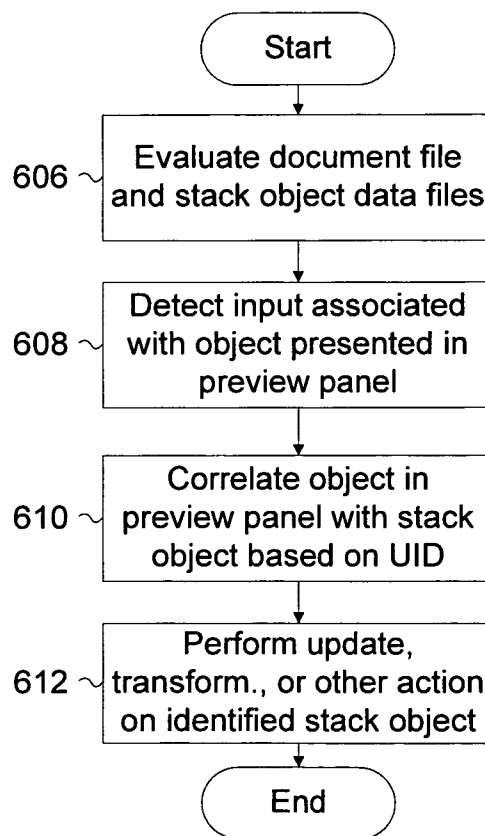 Start
606
Evaluate document file
and stack object data files
608
Detect input associated
with object presented in
preview panel
610
Correlate object in
preview panel with stack
object based on UID
612
Perform update,
transform., or other action
on identified stack object
End